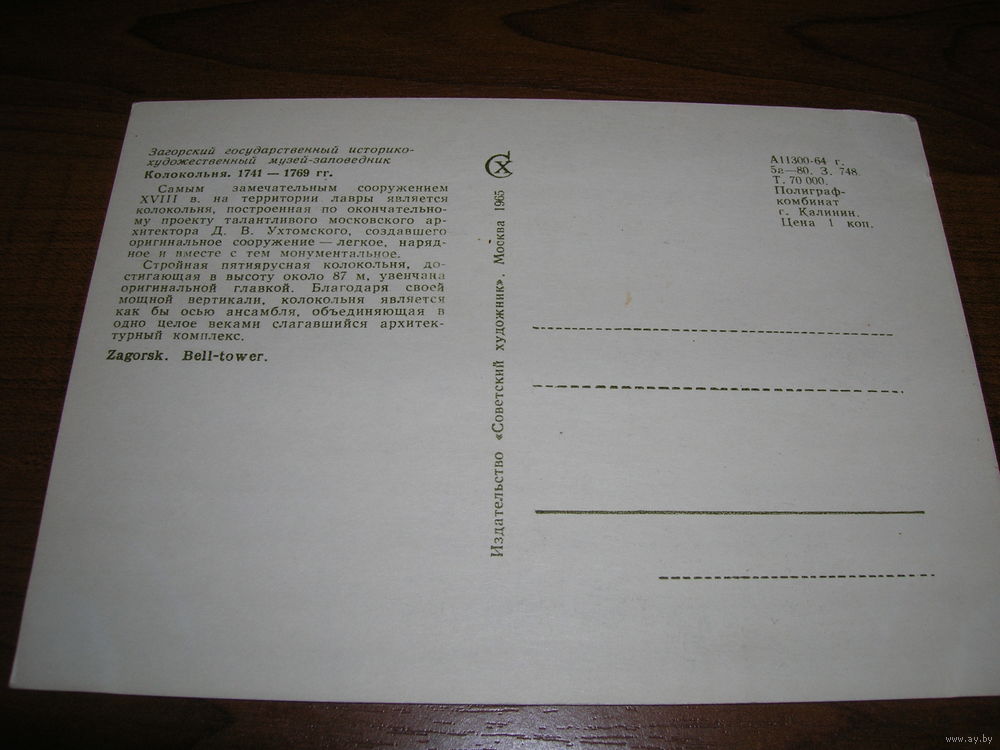 Загорский государственный историко-
художественный музей-заповедник
Колокольня. 1741 — 1769 гг.
Самым замечательным сооружением
XVIII в. на территории лавры является
колокольня, построенная по окончательно-
му проекту талантливого московского ар-
хитектора Д. В. Ухтомского, создавшего
оригинальное сооружение — легкое, наряд-
ное и вместе с тем монументальное.
Стройная пятиярусная колокольня, до-
стигающая в высоту около 87 м, увенчана
оригинальной главкой. Благодаря своей
мощной вертикали, колокольня является
как бы осью ансамбля, объединяющая в
одно целое веками слагавшийся архитек-
турный комплекс.
Zagorsk. Bell-tower.
СХ
Издательство «Советский художник». Москва 1965
А11300-64 г.
5а—80. З. 748.
Т. 70 000.
Полиграф-
комбинат
г. Калинин.
Цена 1 коп.
www.ay.by